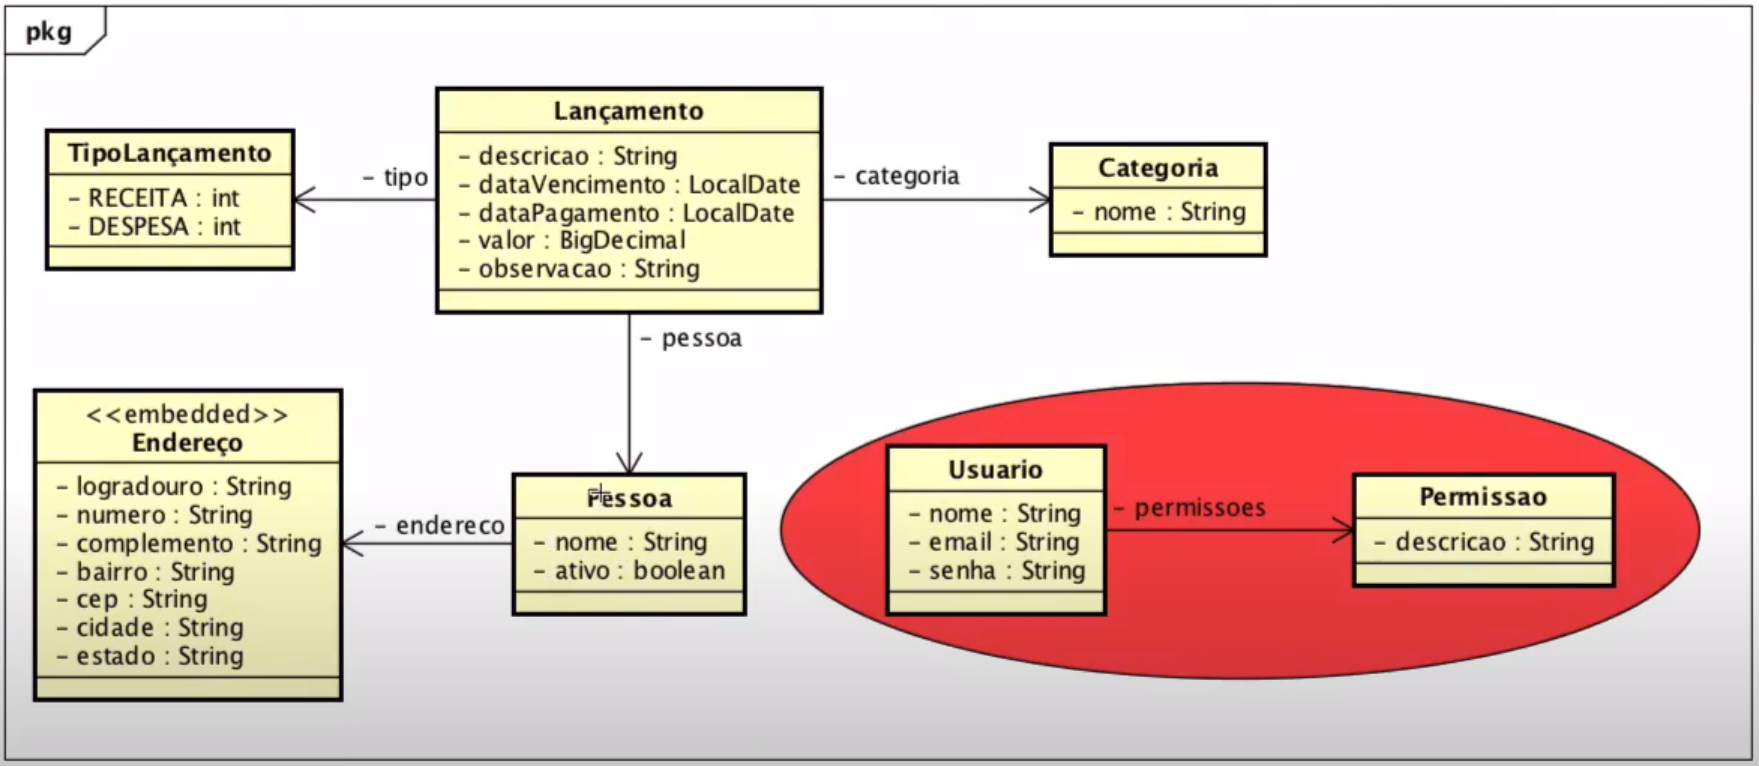 pkg
TipoLançamento
- RECEITA : int
- DESPESA : int
- tipo
Lançamento
- descricao : String
- dataVencimento : LocalDate
- dataPagamento : LocalDate
- valor : BigDecimal
- observacao : String
- categoria
Categoria
- nome : String
- pessoa
<<embedded>>
Endereço
- logradouro : String
- numero : String
- complemento : String
- bairro : String
- cep : String
- cidade : String
- estado : String
- endereco
Pessoa
- nome : String
- ativo : boolean
Usuario
- nome : String
- email : String
- senha : String
- permissoes
Permissao
- descricao : String